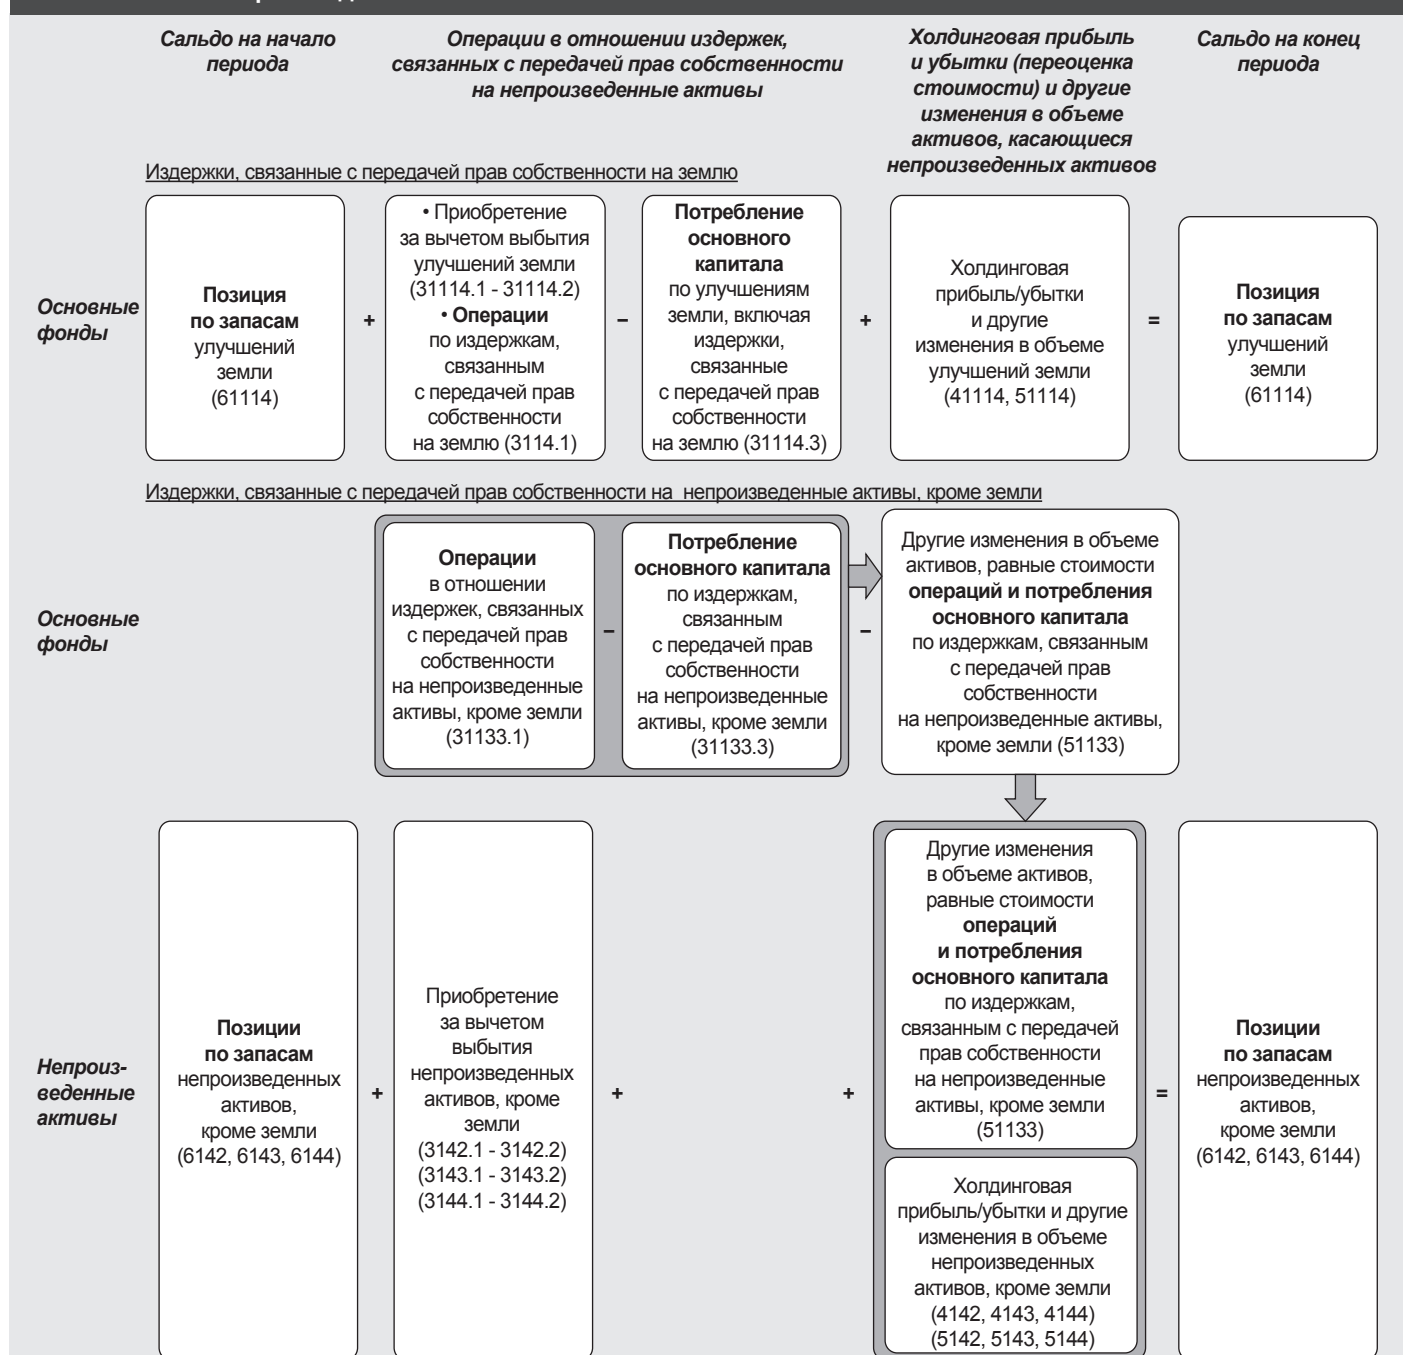 Сальдо на начало
периода
Операции в отношении издержек,
связанных с передачей прав собственности
на непроизведенные активы
Холдинговая прибыль
и убытки (переоценка
стоимости) и другие
изменения в объеме
активов, касающиеся
непроизведенных активов
Сальдо на конец
периода
Издержки, связанные с передачей прав собственности на землю
Основные
фонды
Позиция
по запасам
улучшений
земли
(61114)
+
• Приобретение
за вычетом выбытия
улучшений земли
(31114.1 - 31114.2)
• Операции
по издержкам,
связанным
с передачей прав
собственности
на землю (3114.1)
–
Потребление
основного
капитала
по улучшениям
земли, включая
издержки,
связанные
с передачей прав
собственности
на землю (31114.3)
+
Холдинговая
прибыль/убытки
и другие
изменения в объеме
улучшений земли
(41114, 51114)
=
Позиция
по запасам
улучшений
земли
(61114)
Издержки, связанные с передачей прав собственности на непроизведенные активы, кроме земли
Основные
фонды
Операции
в отношении
издержек, связанных
с передачей прав
собственности
на непроизведенные
активы, кроме земли
(31133.1)
–
Потребление
основного капитала
по издержкам,
связанным
с передачей прав
собственности
на непроизведенные
активы, кроме земли
(31133.3)
–
Другие изменения в объеме
активов, равные стоимости
операций и потребления
основного капитала
по издержкам, связанным
с передачей прав
собственности
на непроизведенные активы,
кроме земли (51133)
Непроиз-
веденные
активы
Позиции
по запасам
непроизведенных
активов,
кроме земли
(6142, 6143, 6144)
+
Приобретение
за вычетом
выбытия
непроизведенных
активов, кроме
земли
(3142.1 - 3142.2)
(3143.1 - 3143.2)
(3144.1 - 3144.2)
+
+
Другие изменения
в объеме активов,
равные стоимости
операций
и потребления
основного капитала
по издержкам,
связанным с передачей
прав собственности
на непроизведенные
активы, кроме земли
(51133)
Холдинговая
прибыль/убытки и другие
изменения в объеме
непроизведенных
активов, кроме земли
(4142, 4143, 4144)
(5142, 5143, 5144)
=
Позиции
по запасам
непроизведенных
активов,
кроме земли
(6142, 6143, 6144)